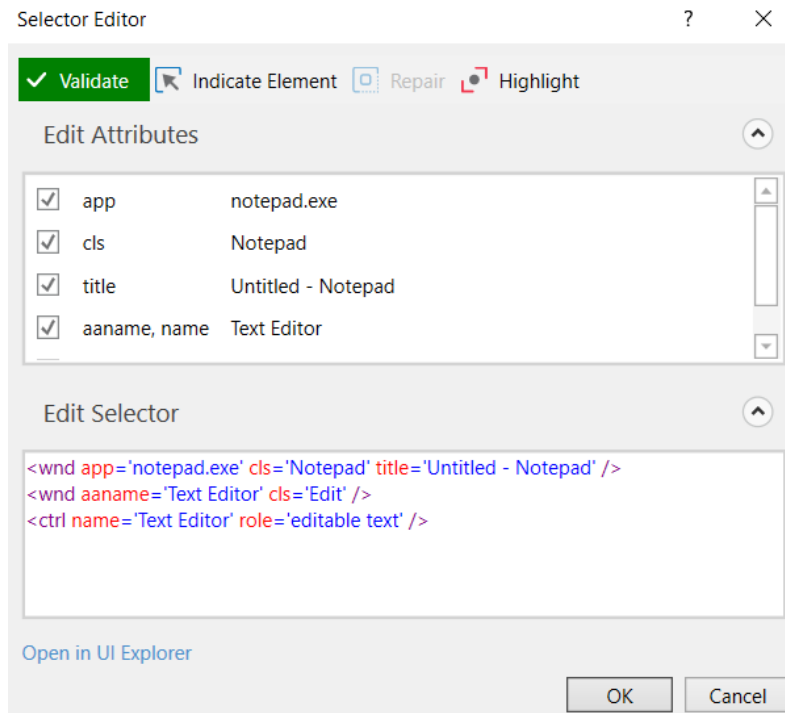 Selector Editor ?
Validate Indicate Element Repair Highlight
Edit Attributes
app notepad.exe
cls Notepad
title Untitled - Notepad
aaname, name Text Editor
Edit Selector
<wnd app='notepad.exe' cls='Notepad' title='Untitled - Notepad' />
<wnd aaname='Text Editor' cls='Edit' />
<ctrl name='Text Editor' role='editable text' />
Open in UI Explorer
OK Cancel